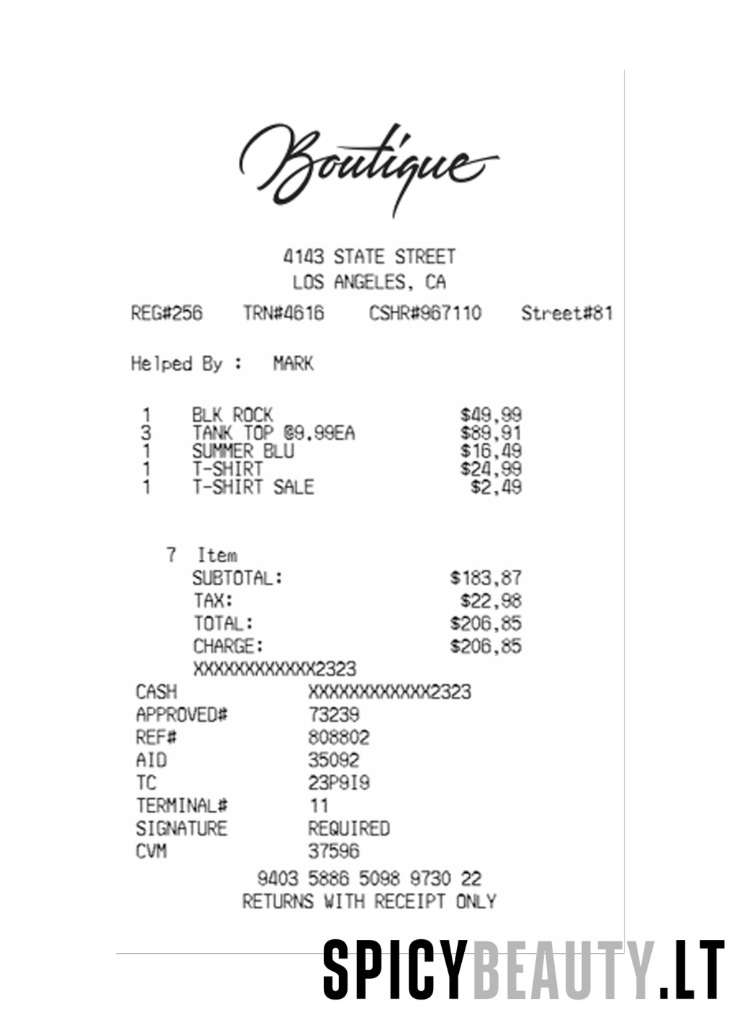 Boutique
4143 STATE STREET
LOS ANGELES, CA
REG#256 TRN#4616 CSHR#967110 Street#81
Helped By : MARK
1 BLK ROCK $49,99
3 TANK TOP @9,99EA $89,91
1 SUMMER BLU $16,49
1 T-SHIRT $24,99
1 T-SHIRT SALE $2,49
7 Item
SUBTOTAL: $183,87
TAX: $22,98
TOTAL: $206,85
CHARGE: $206,85
XXXXXXXXXXXX2323
CASH XXXXXXXXXXXX2323
APPROVED# 73239
REF# 808802
AID 35092
TC 23P9I9
TERMINAL# 11
SIGNATURE REQUIRED
CVM 37596
9403 5886 5098 9730 22
RETURNS WITH RECEIPT ONLY
SPICYBEAUTY.LT